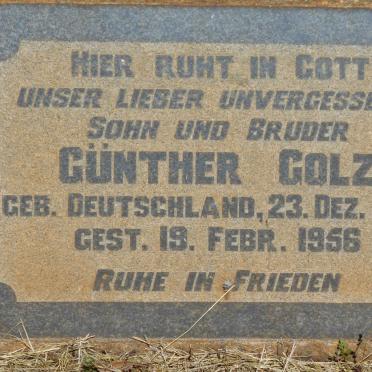 HIER RUHT IN GOTT
UNSER LIEBER UNVERGESSE
SOHN UND BRUDER
GÜNTHER GOLZ
GEB. DEUTSCHLAND, 23. DEZ.
GEST. 19. FEBR. 1956
RUHE IN FRIEDEN